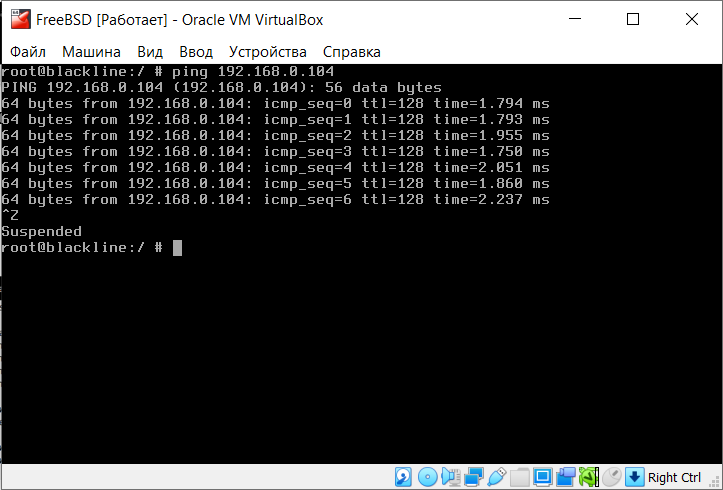 FreeBSD [Работает] - Oracle VM VirtualBox
Файл Машина Вид Ввод Устройства Справка
root@blackline:/ # ping 192.168.0.104
PING 192.168.0.104 (192.168.0.104): 56 data bytes
64 bytes from 192.168.0.104: icmp_seq=0 ttl=128 time=1.794 ms
64 bytes from 192.168.0.104: icmp_seq=1 ttl=128 time=1.793 ms
64 bytes from 192.168.0.104: icmp_seq=2 ttl=128 time=1.955 ms
64 bytes from 192.168.0.104: icmp_seq=3 ttl=128 time=1.750 ms
64 bytes from 192.168.0.104: icmp_seq=4 ttl=128 time=2.051 ms
64 bytes from 192.168.0.104: icmp_seq=5 ttl=128 time=1.860 ms
64 bytes from 192.168.0.104: icmp_seq=6 ttl=128 time=2.237 ms
^Z
Suspended
root@blackline:/ #
Right Ctrl